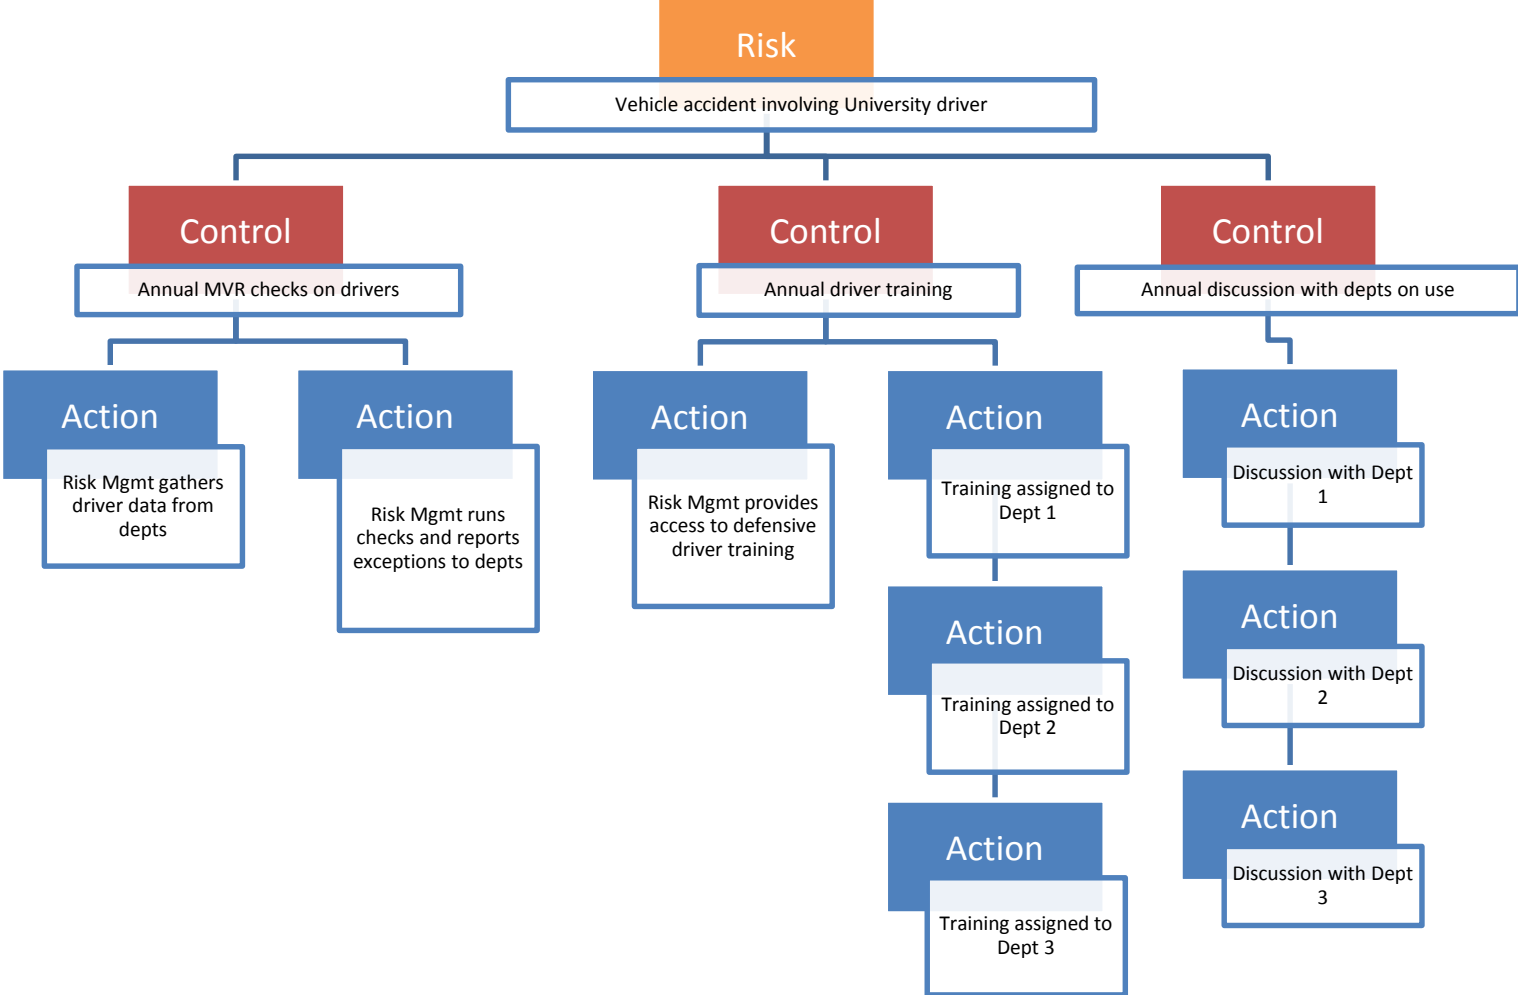 Risk
Vehicle accident involving University driver
Control
Annual MVR checks on drivers
Control
Annual driver training
Control
Annual discussion with depts on use
Action
Risk Mgmt gathers
driver data from
depts
Action
Risk Mgmt runs
checks and reports
exceptions to depts
Action
Risk Mgmt provides
access to defensive
driver training
Action
Training assigned to
Dept 1
Action
Training assigned to
Dept 2
Action
Training assigned to
Dept 3
Action
Discussion with Dept
1
Action
Discussion with Dept
2
Action
Discussion with Dept
3